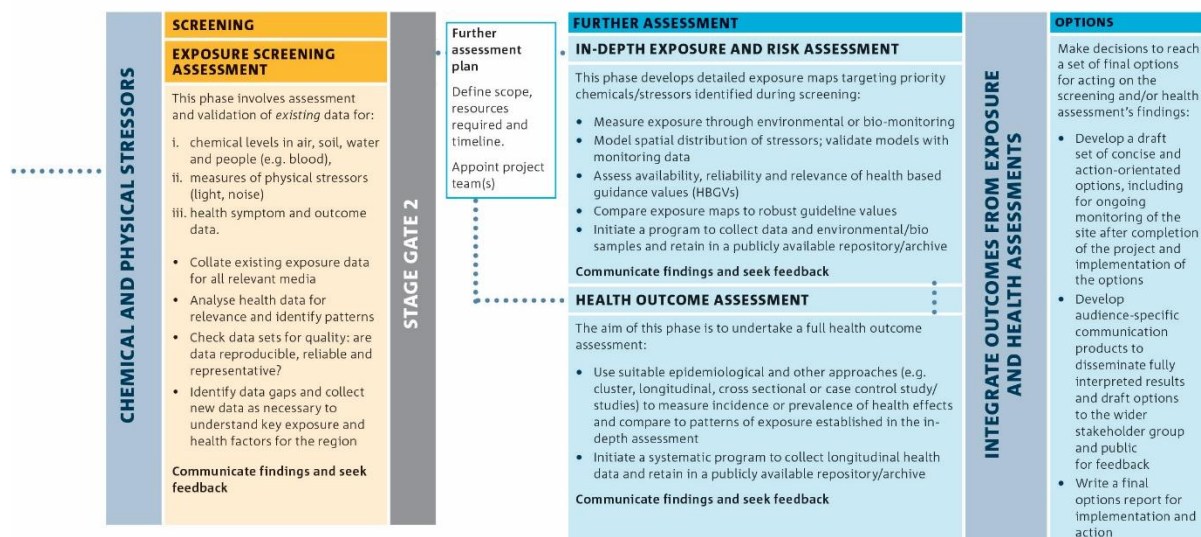 CHEMICAL AND PHYSICAL STRESSORS
SCREENING
EXPOSURE SCREENING
ASSESSMENT
This phase involves assessment
and validation of existing data for:
i. chemical levels in air, soil, water
and people (e.g. blood),
ii. measures of physical stressors
(light, noise)
iii. health symptom and outcome
data.
• Collate existing exposure data
for all relevant media
• Analyse health data for
relevance and identify patterns
• Check data sets for quality: are
data reproducible, reliable and
representative?
• Identify data gaps and collect
new data as necessary to
understand key exposure and
health factors for the region
Communicate findings and seek
feedback
STAGE GATE 2
Further
assessment
plan
Define scope,
resources
required and
timeline.
Appoint project
team(s)
FURTHER ASSESSMENT
IN-DEPTH EXPOSURE AND RISK ASSESSMENT
This phase develops detailed exposure maps targeting priority
chemicals/stressors identified during screening:
• Measure exposure through environmental or bio-monitoring
• Model spatial distribution of stressors; validate models with
monitoring data
• Assess availability, reliability and relevance of health based
guidance values (HBGVs)
• Compare exposure maps to robust guideline values
• Initiate a program to collect data and environmental/bio
samples and retain in a publicly available repository/archive
Communicate findings and seek feedback
HEALTH OUTCOME ASSESSMENT
The aim of this phase is to undertake a full health outcome
assessment:
• Use suitable epidemiological and other approaches (e.g.
cluster, longitudinal, cross sectional or case control study/
studies) to measure incidence or prevalence of health effects
and compare to patterns of exposure established in the in-
depth assessment
• Initiate a systematic program to collect longitudinal health
data and retain in a publicly available repository/archive
Communicate findings and seek feedback
INTEGRATE OUTCOMES FROM EXPOSURE
AND HEALTH ASSESSMENTS
OPTIONS
Make decisions to reach
a set of final options
for acting on the
screening and/or health
assessment's findings:
• Develop a draft
set of concise and
action-orientated
options, including
for ongoing
monitoring of the
site after completion
of the project and
implementation of
the options
• Develop
audience-specific
communication
products to
disseminate fully
interpreted results
and draft options
to the wider
stakeholder group
and public
for feedback
• Write a final
options report for
implementation and
action